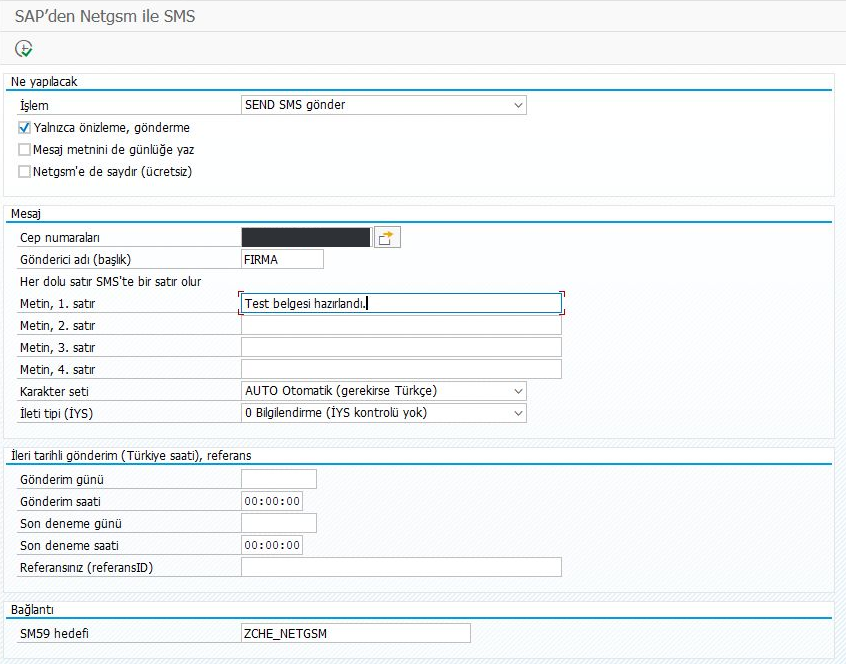 SAP’den Netgsm ile SMS
Ne yapılacak
İşlem SEND SMS gönder
Yalnızca önizleme, gönderme
Mesaj metnini de günlüğe yaz
Netgsm'e de saydır (ücretsiz)
Mesaj
Cep numaraları
Gönderici adı (başlık) FIRMA
Her dolu satır SMS'te bir satır olur
Metin, 1. satır Test belgesi hazırlandı.
Metin, 2. satır
Metin, 3. satır
Metin, 4. satır
Karakter seti AUTO Otomatik (gerekirse Türkçe)
İleti tipi (İYS) 0 Bilgilendirme (İYS kontrolü yok)
İleri tarihli gönderim (Türkiye saati), referans
Gönderim günü
Gönderim saati 00:00:00
Son deneme günü
Son deneme saati 00:00:00
Referansınız (referansID)
Bağlantı
SM59 hedefi ZCHE_NETGSM